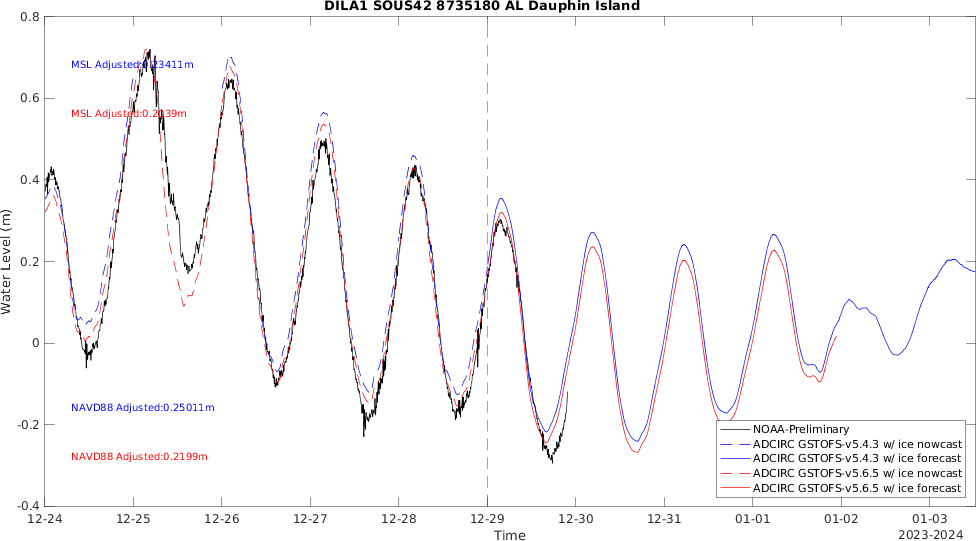 DILA1 SOUS42 8735180 AL Dauphin Island
0.8
0.6
0.4
0.2
0
-0.2
-0.4
Water Level (m)
MSL Adjusted:0.23411m
MSL Adjusted:0.2039m
NAVD88 Adjusted:0.25011m
NAVD88 Adjusted:0.2199m
NOAA-Preliminary
ADCIRC GSTOFS-v5.4.3 w/ ice nowcast
ADCIRC GSTOFS-v5.4.3 w/ ice forecast
ADCIRC GSTOFS-v5.6.5 w/ ice nowcast
ADCIRC GSTOFS-v5.6.5 w/ ice forecast
12-24 12-25 12-26 12-27 12-28 12-29 12-30 12-31 01-01 01-02 01-03
Time
2023-2024